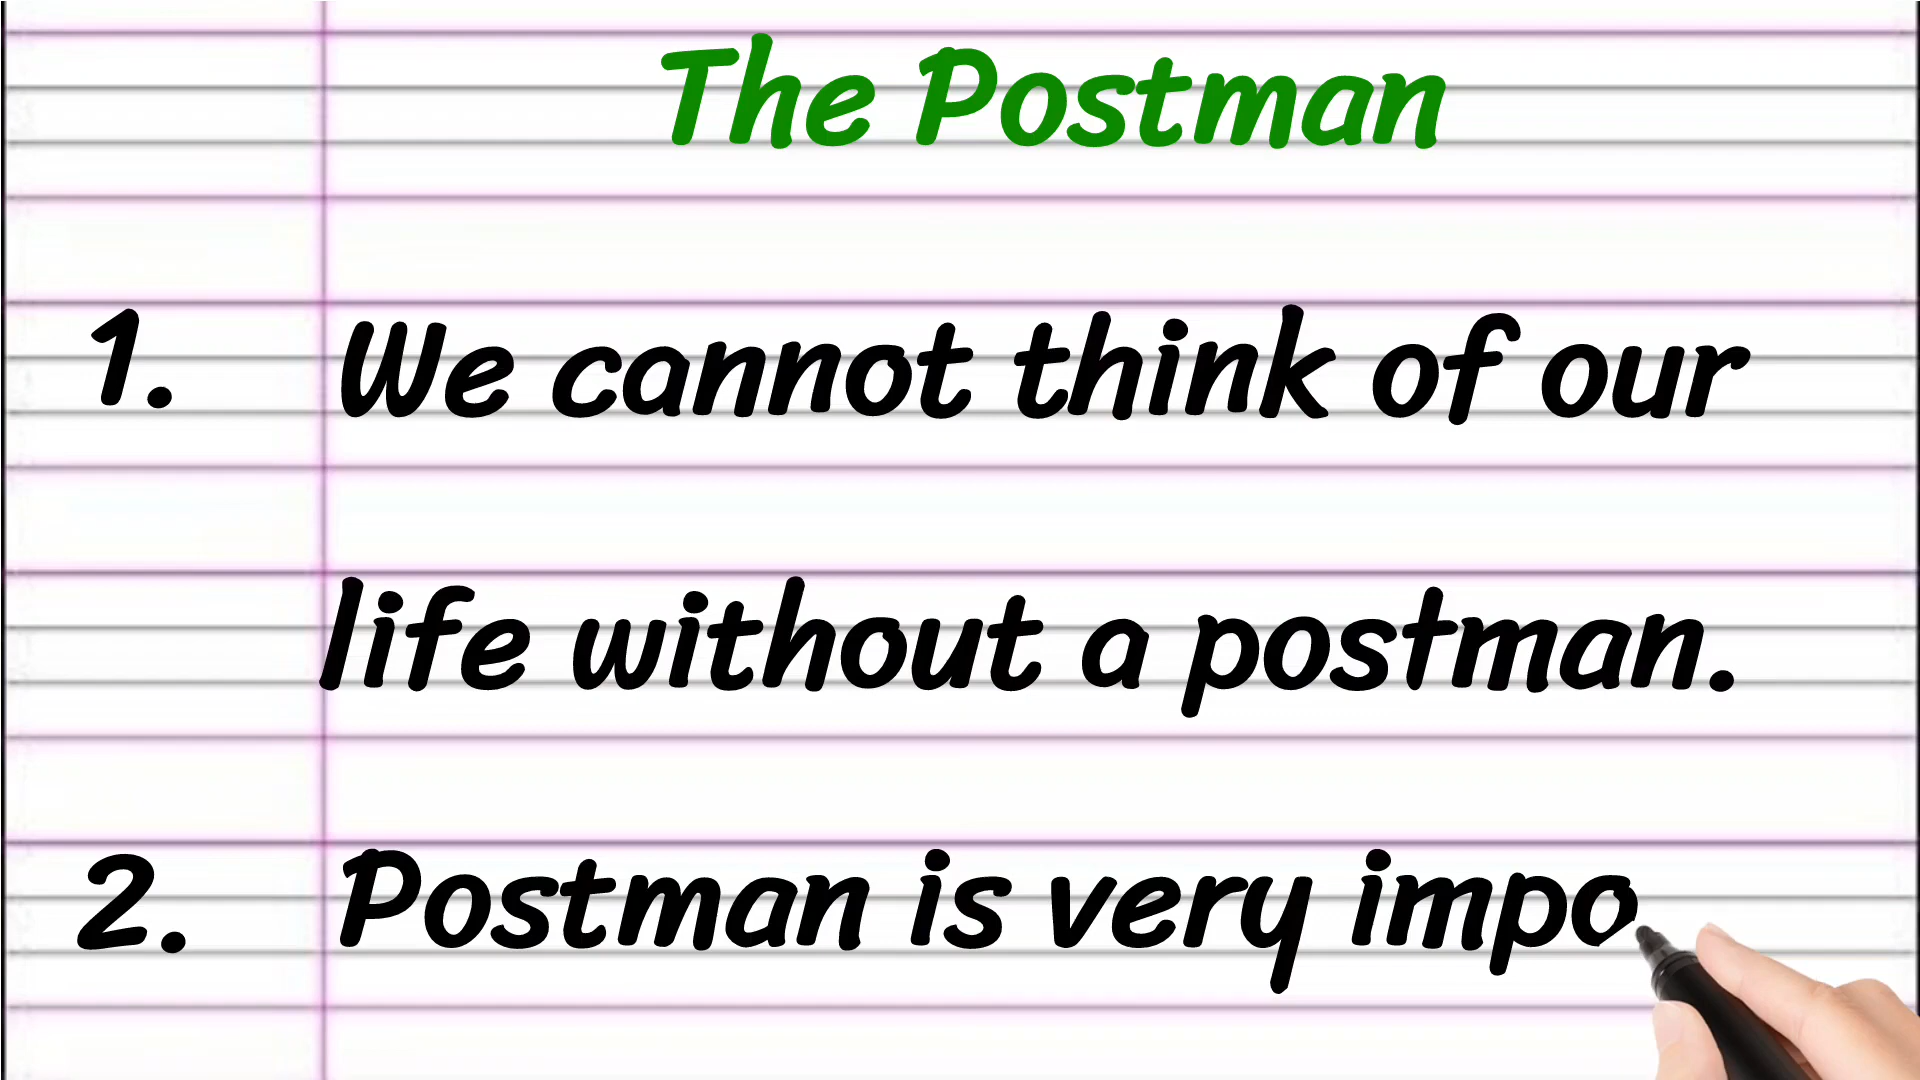 The Postman
1. We cannot think of our
life without a postman.
2. Postman is very impo